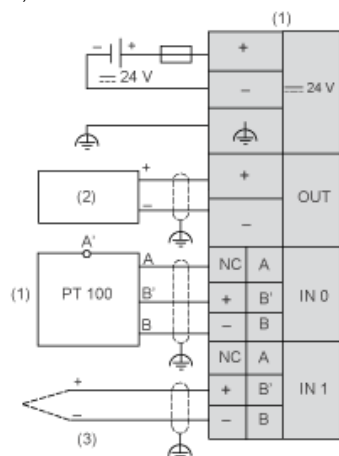 (1)
− + +
⎓ 24 V − ⎓ 24 V
+ +
(2) OUT
− −
A' A NC A
(1) PT 100 B' + B' IN 0
B − B
NC A
+ + B' IN 1
− − B
(3)